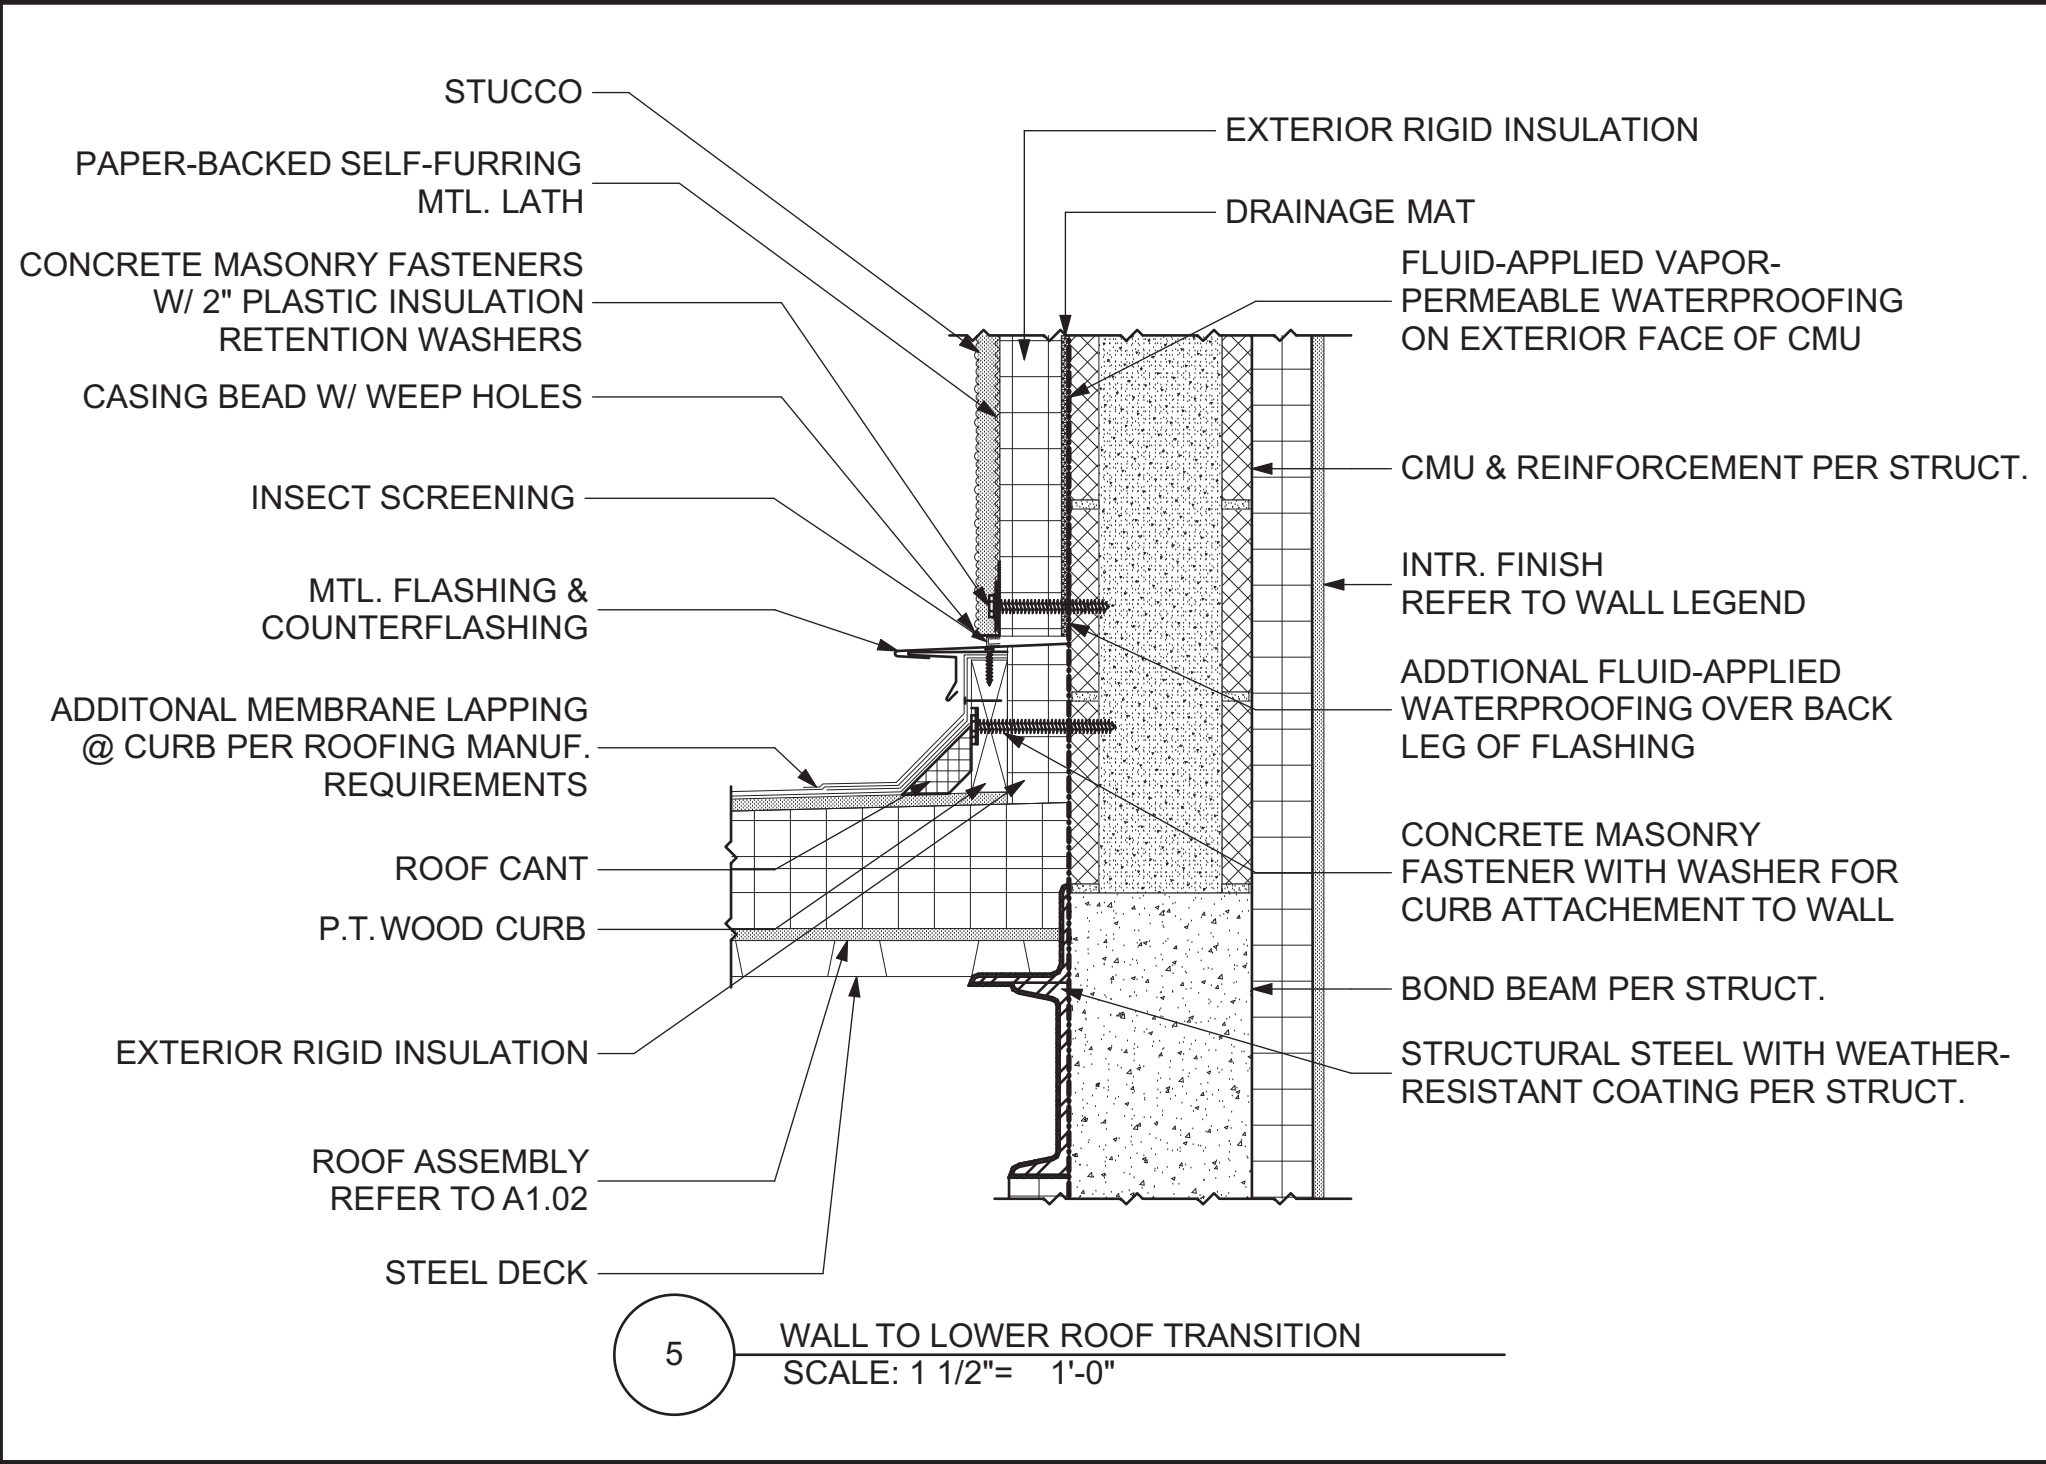 STUCCO
PAPER-BACKED SELF-FURRING
MTL. LATH
CONCRETE MASONRY FASTENERS
W/ 2" PLASTIC INSULATION
RETENTION WASHERS
CASING BEAD W/ WEEP HOLES
INSECT SCREENING
MTL. FLASHING &
COUNTERFLASHING
ADDITONAL MEMBRANE LAPPING
@ CURB PER ROOFING MANUF.
REQUIREMENTS
ROOF CANT
P.T. WOOD CURB
EXTERIOR RIGID INSULATION
ROOF ASSEMBLY
REFER TO A1.02
STEEL DECK
EXTERIOR RIGID INSULATION
DRAINAGE MAT
FLUID-APPLIED VAPOR-
PERMEABLE WATERPROOFING
ON EXTERIOR FACE OF CMU
CMU & REINFORCEMENT PER STRUCT.
INTR. FINISH
REFER TO WALL LEGEND
ADDTIONAL FLUID-APPLIED
WATERPROOFING OVER BACK
LEG OF FLASHING
CONCRETE MASONRY
FASTENER WITH WASHER FOR
CURB ATTACHEMENT TO WALL
BOND BEAM PER STRUCT.
STRUCTURAL STEEL WITH WEATHER-
RESISTANT COATING PER STRUCT.
5
WALL TO LOWER ROOF TRANSITION
SCALE: 1 1/2"= 1'-0"